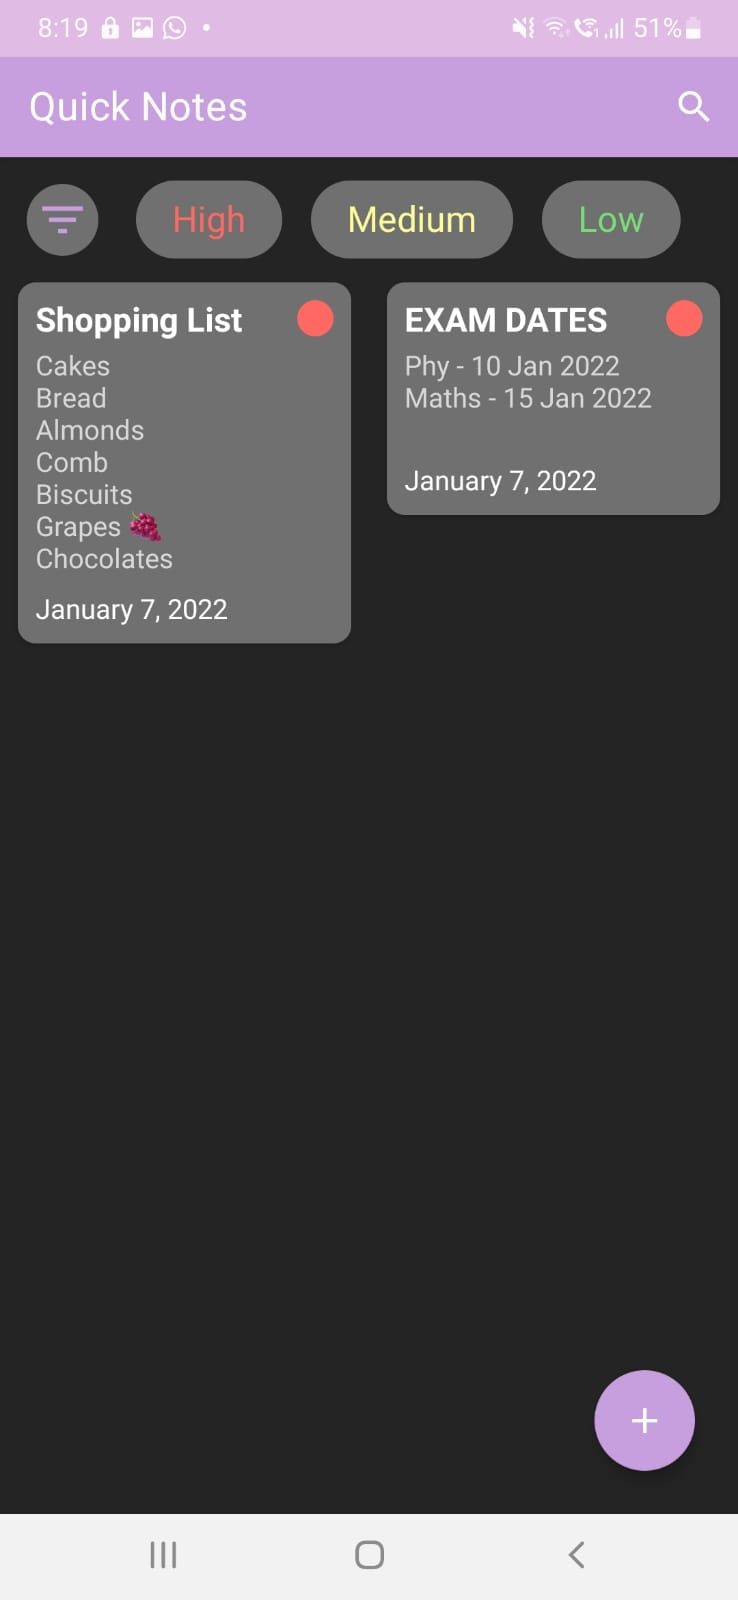 8:19
51%
Quick Notes
High
Medium
Low
Shopping List
Cakes
Bread
Almonds
Comb
Biscuits
Grapes 🍇
Chocolates
January 7, 2022
EXAM DATES
Phy - 10 Jan 2022
Maths - 15 Jan 2022
January 7, 2022